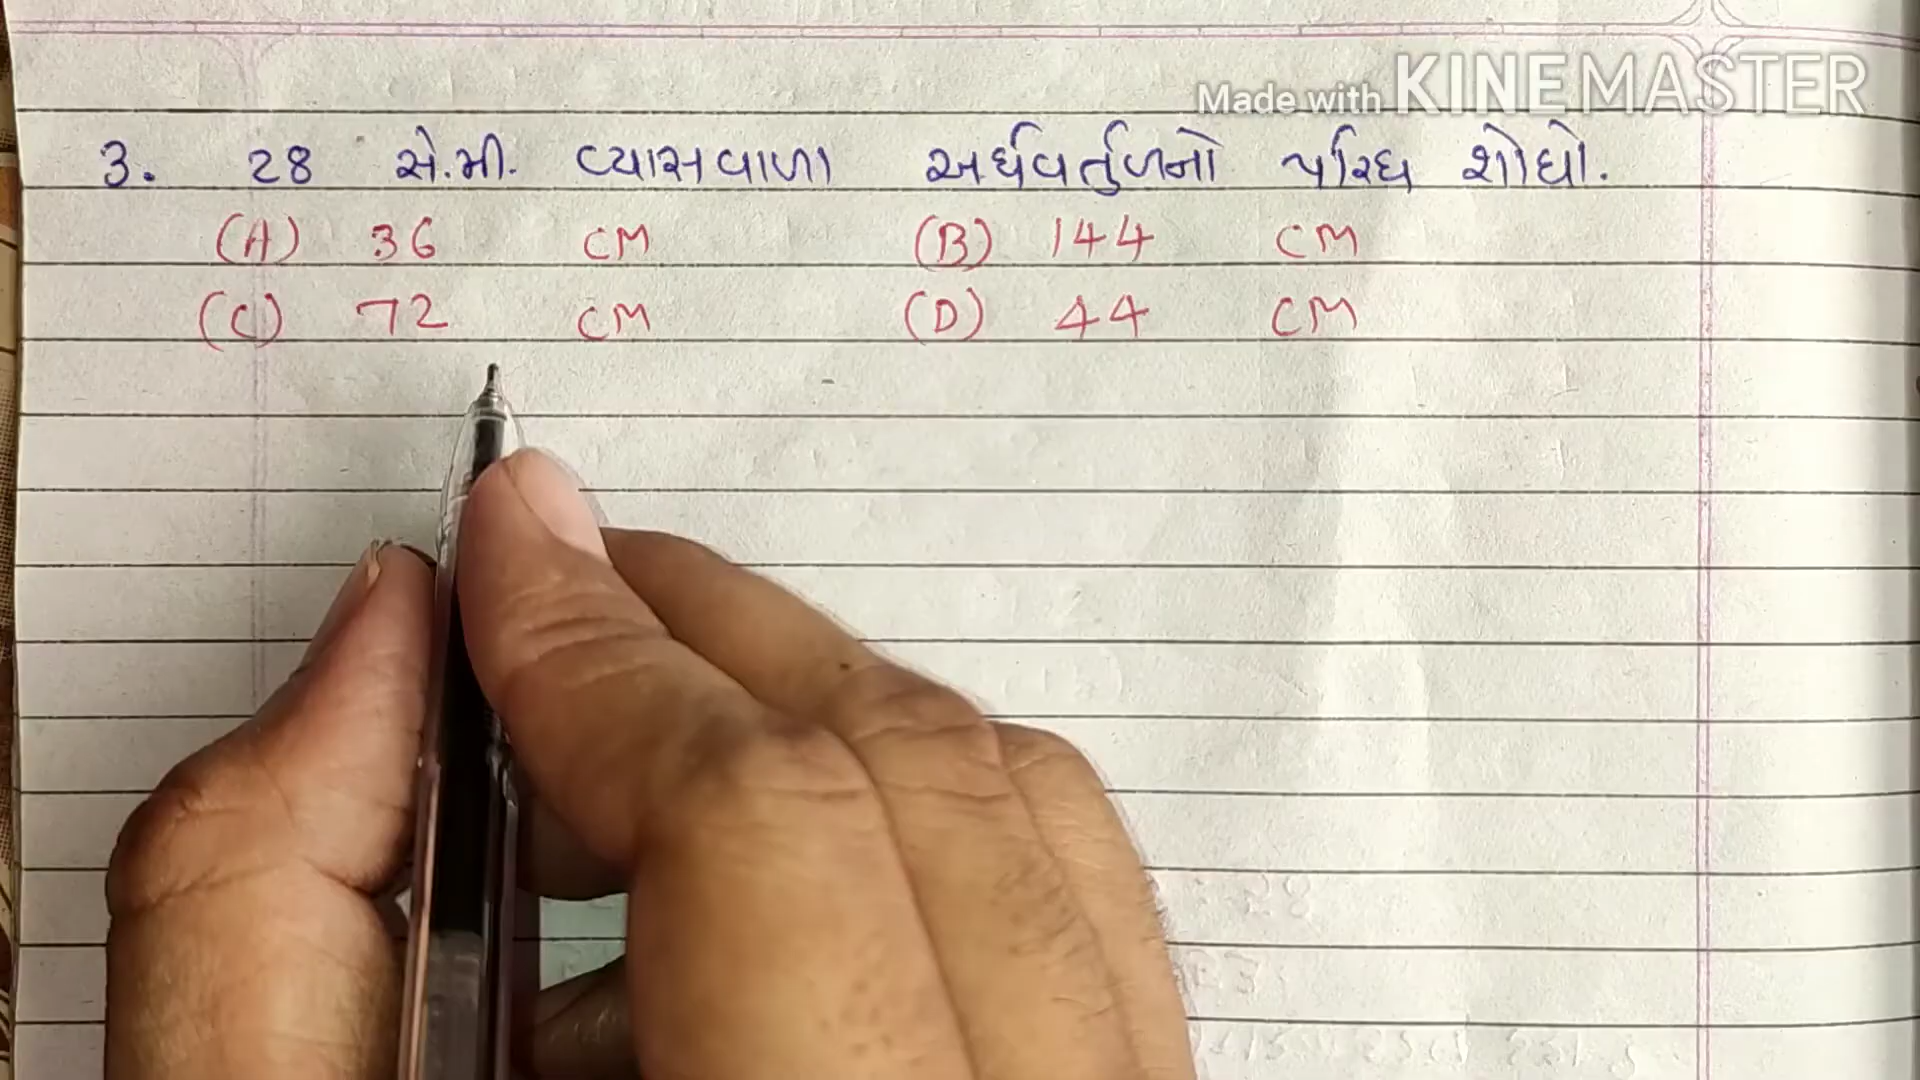 Made with KINEMASTER
3. 28 સે.મી. વ્યાસવાળા અર્ધવર્તુળનો પરિઘ શોધો.
(A) 36 CM (B) 144 CM
(C) 72 CM (D) 44 CM